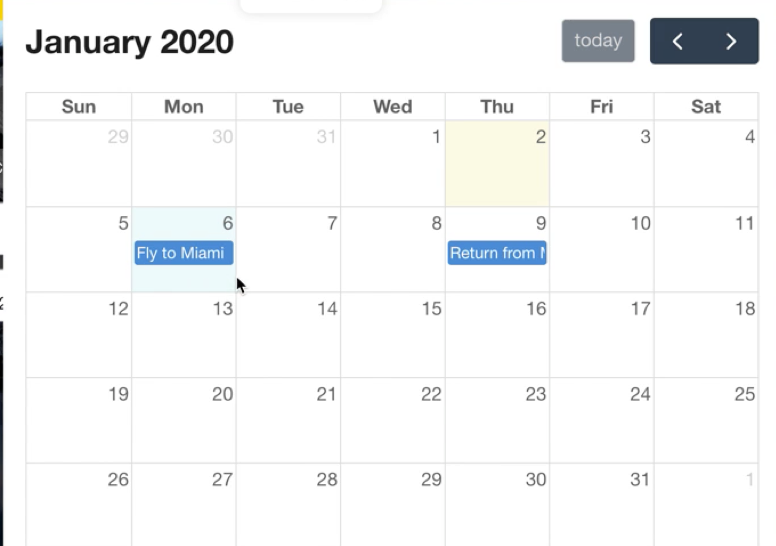 January 2020
today
Sun Mon Tue Wed Thu Fri Sat
29 30 31 1 2 3 4
5 6 7 8 9 10 11
Fly to Miami Return from
12 13 14 15 16 17 18
19 20 21 22 23 24 25
26 27 28 29 30 31 1